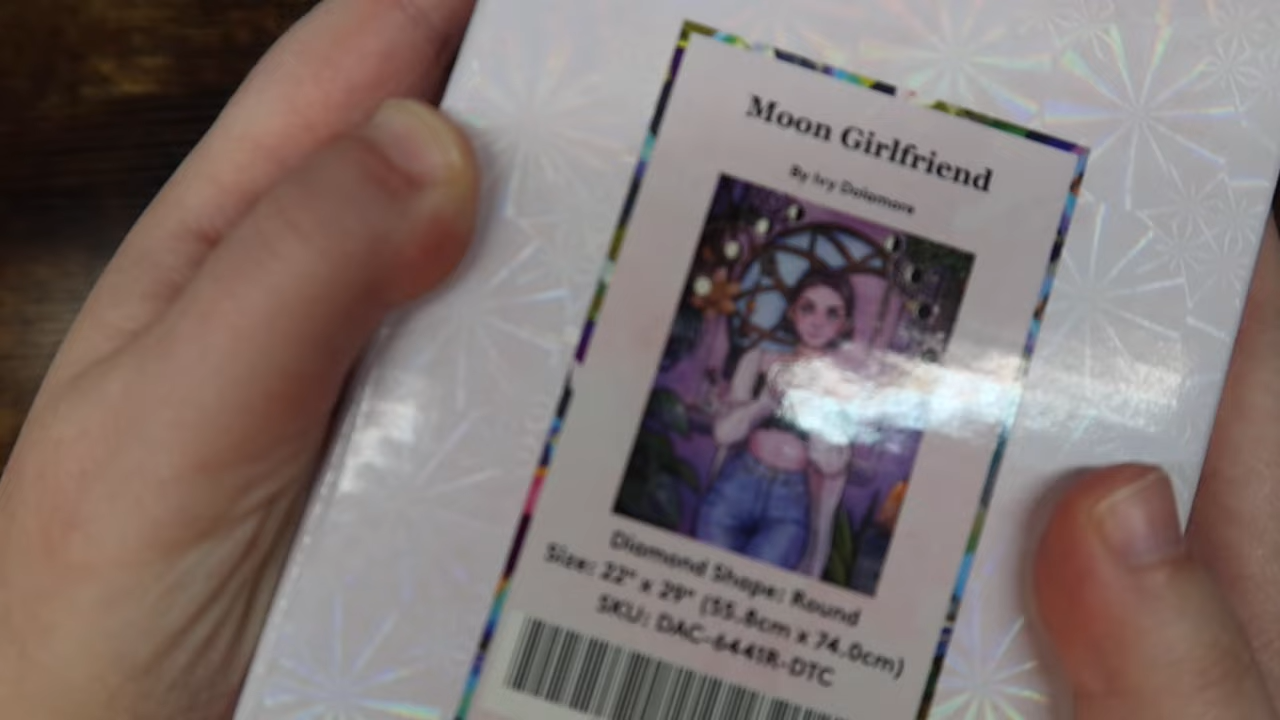 Moon Girlfriend
By Ivy Dolamore
Diamond Shape: Round
Size: 22" x 29" (55.8cm x 74.0cm)
SKU: DAC-6441R-DTC